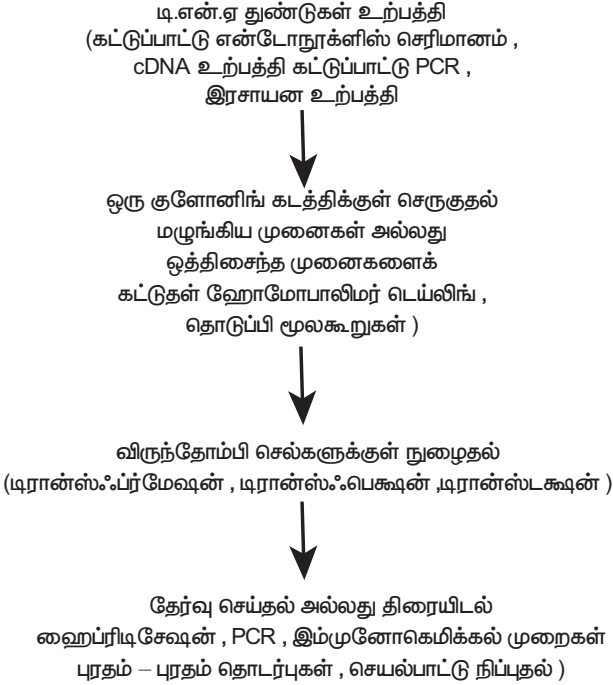 டி.என்.ஏ துண்டுகள் உற்பத்தி
(கட்டுப்பாட்டு என்டோநூக்ளிஸ் செரிமானம் ,
cDNA உற்பத்தி கட்டுப்பாட்டு PCR ,
இரசாயன உற்பத்தி
ஒரு குளோனிங் கடத்திக்குள் செருகுதல்
மழுங்கிய முனைகள் அல்லது
ஒத்திசைந்த முனைகளைக்
கட்டுதள் ஹோமோபாலிமர் டெய்லிங் ,
தொடுப்பி மூலகூறுகள் )
விருந்தோம்பி செல்களுக்குள் நுழைதல்
(டிரான்ஸ்ஃப்ர்மேஷன் , டிரான்ஸ்ஃபெக்ஷன் ,டிரான்ஸ்டக்ஷன் )
தேர்வு செய்தல் அல்லது திரையிடல்
ஹைப்ரிடிசேஷன் , PCR , இம்முனோகெமிக்கல் முறைகள்
புரதம் – புரதம் தொடர்புகள் , செயல்பாட்டு நிப்புதல் )